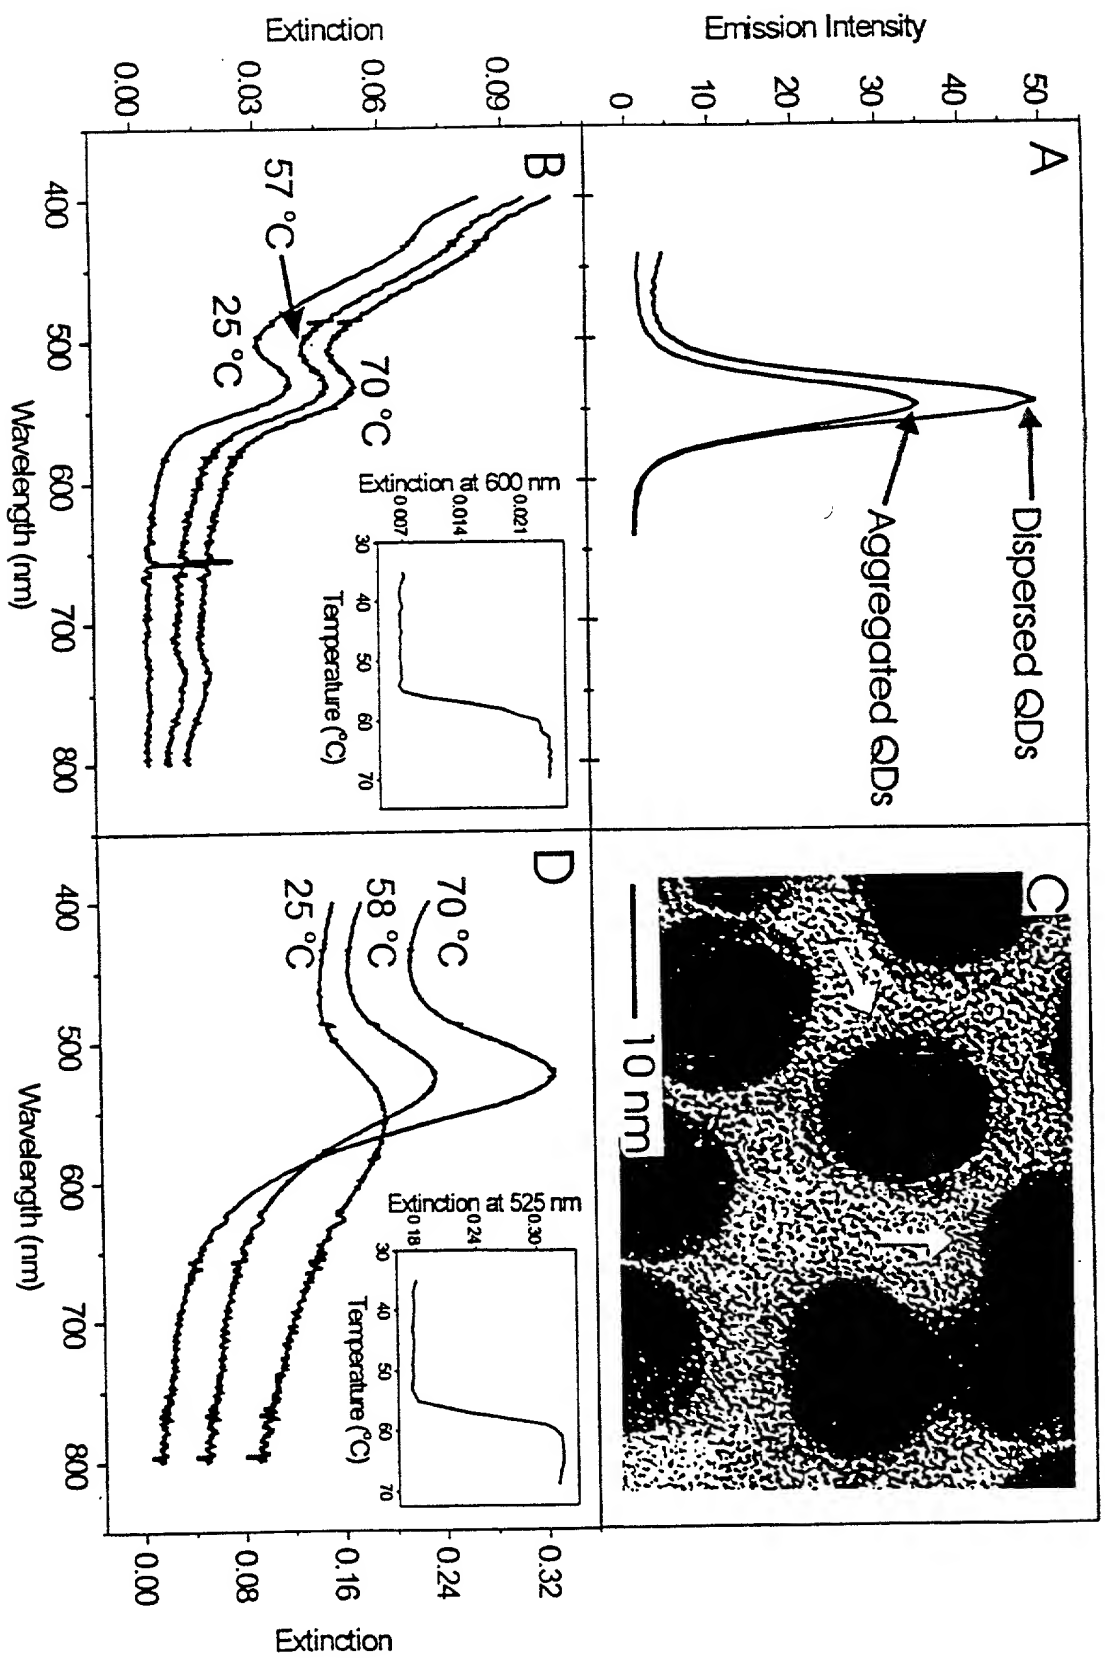 A
Emission Intensity
50
40
30
20
10
0
Dispersed QDs
Aggregated QDs
C
10 nm
B
Extinction
0.09
0.06
0.03
0.00
57 °C
25 °C
70 °C
400
500
600
700
800
Wavelength (nm)
Extinction at 600 nm
0.021
0.014
0.007
30
40
50
60
70
Temperature (°C)
D
70 °C
58 °C
25 °C
400
500
600
700
800
Wavelength (nm)
Extinction at 525 nm
0.30
0.24
0.18
30
40
50
60
70
Temperature (°C)
0.32
0.24
0.16
0.08
0.00
Extinction